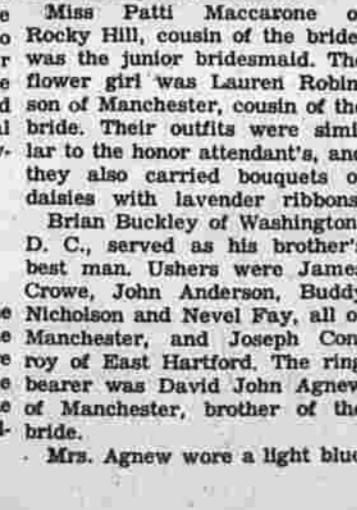 Miss Patti Maccarone o
Rocky Hill, cousin of the bride
was the junior bridesmaid. The
flower girl was Lauren Robin
son of Manchester, cousin of th
bride. Their outfits were simi
lar to the honor attendant's, and
they also carried bouquets o
daisies with lavender ribbons
Brian Buckley of Washington
D. C., served as his brother's
best man. Ushers were James
Crowe, John Anderson, Buddy
Nicholson and Nevel Fay, all o
Manchester, and Joseph Con
roy of East Hartford. The ring
bearer was David John Agnew
of Manchester, brother of the
bride.
Mrs. Agnew wore a light blue